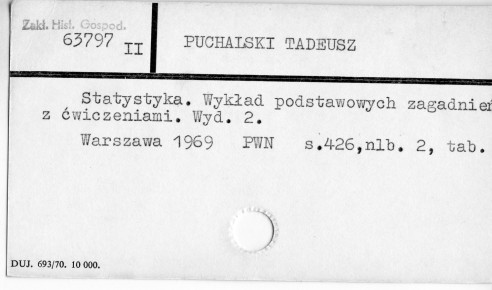 Zakł. Hist. Gospod.
63797 II
PUCHALSKI TADEUSZ
Statystyka. Wykład podstawowych zagadnień
z ćwiczeniami. Wyd. 2.
Warszawa 1969 PWN s.426,nlb. 2, tab.
DUJ. 693/70. 10 000.